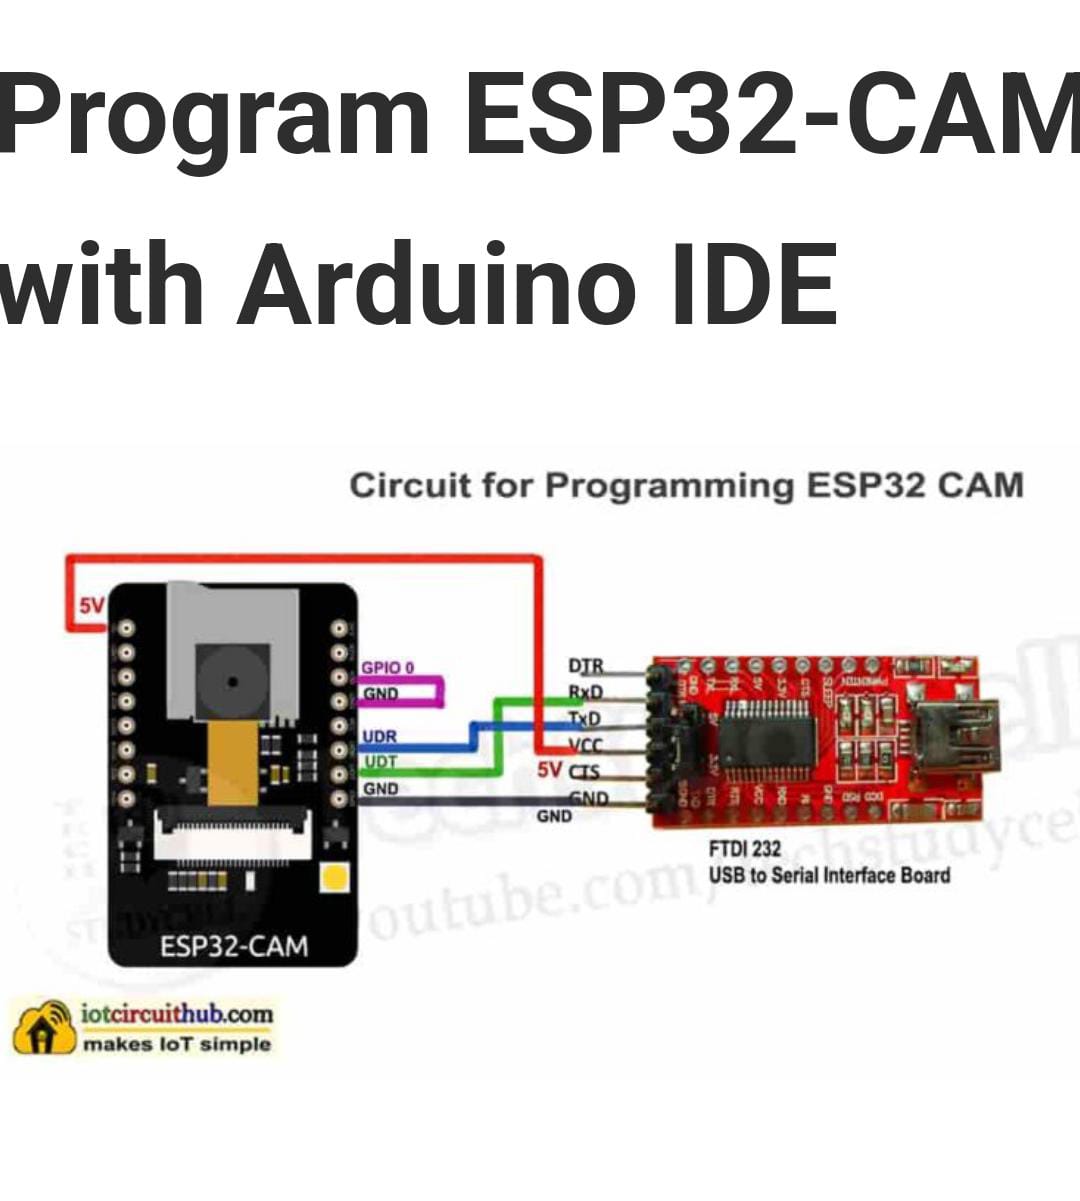 Program ESP32-CAM
with Arduino IDE
Circuit for Programming ESP32 CAM
5V
GPIO 0
GND
UDR
UDT
GND
DTR
RxD
TxD
VCC
5V CTS
GND
GND
FTDI 232
USB to Serial Interface Board
ESP32-CAM
youtube.com/techstudycell
iotcircuithub.com
makes IoT simple